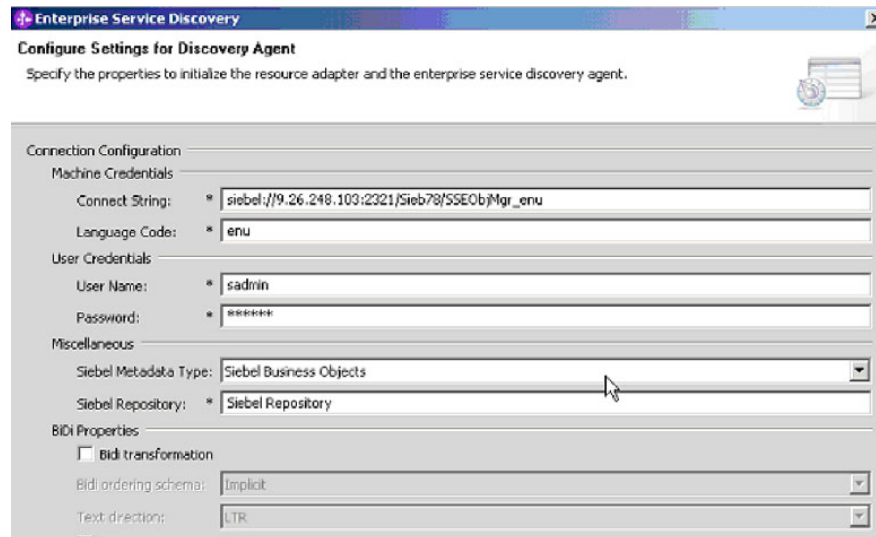 Enterprise Service Discovery
Configure Settings for Discovery Agent
Specify the properties to initialize the resource adapter and the enterprise service discovery agent.
Connection Configuration
Machine Credentials
Connect String: * siebel://9.26.248.103:2321/Sieb78/SSEObjMgr_enu
Language Code: * enu
User Credentials
User Name: * sadmin
Password: * ******
Miscellaneous
Siebel Metadata Type: Siebel Business Objects
Siebel Repository: * Siebel Repository
BiDi Properties
Bidi transformation
Bidi ordering schema: Implicit
Text direction: LTR